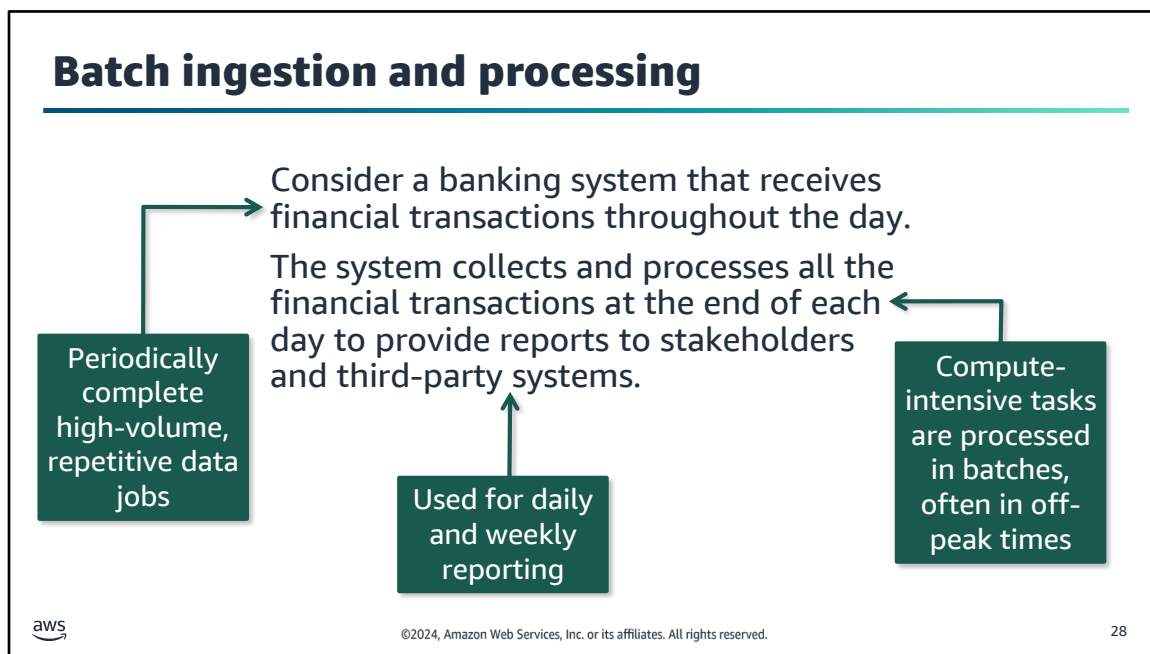 Batch ingestion and processing
Consider a banking system that receives
financial transactions throughout the day.
The system collects and processes all the
financial transactions at the end of each
day to provide reports to stakeholders
and third-party systems.
Periodically
complete
high-volume,
repetitive data
jobs
Used for daily
and weekly
reporting
Compute-
intensive tasks
are processed
in batches,
often in off-
peak times
aws
©2024, Amazon Web Services, Inc. or its affiliates. All rights reserved.
28